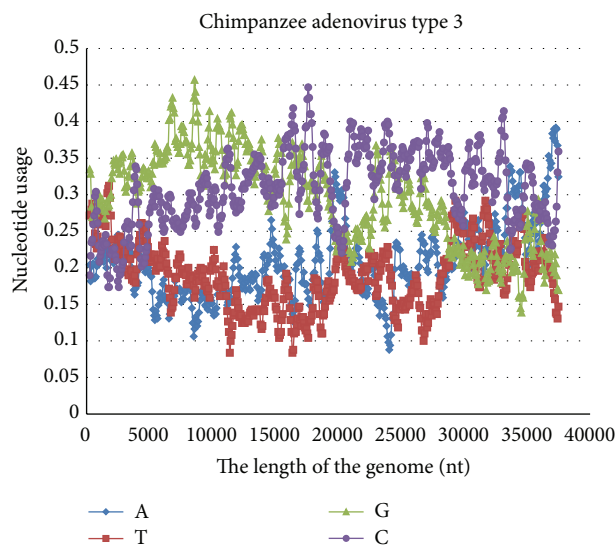 Chimpanzee adenovirus type 3
0.5
0.45
0.4
0.35
0.3
0.25
0.2
0.15
0.1
0.05
0
Nucleotide usage
0 5000 10000 15000 20000 25000 30000 35000 40000
The length of the genome (nt)
A G
T C